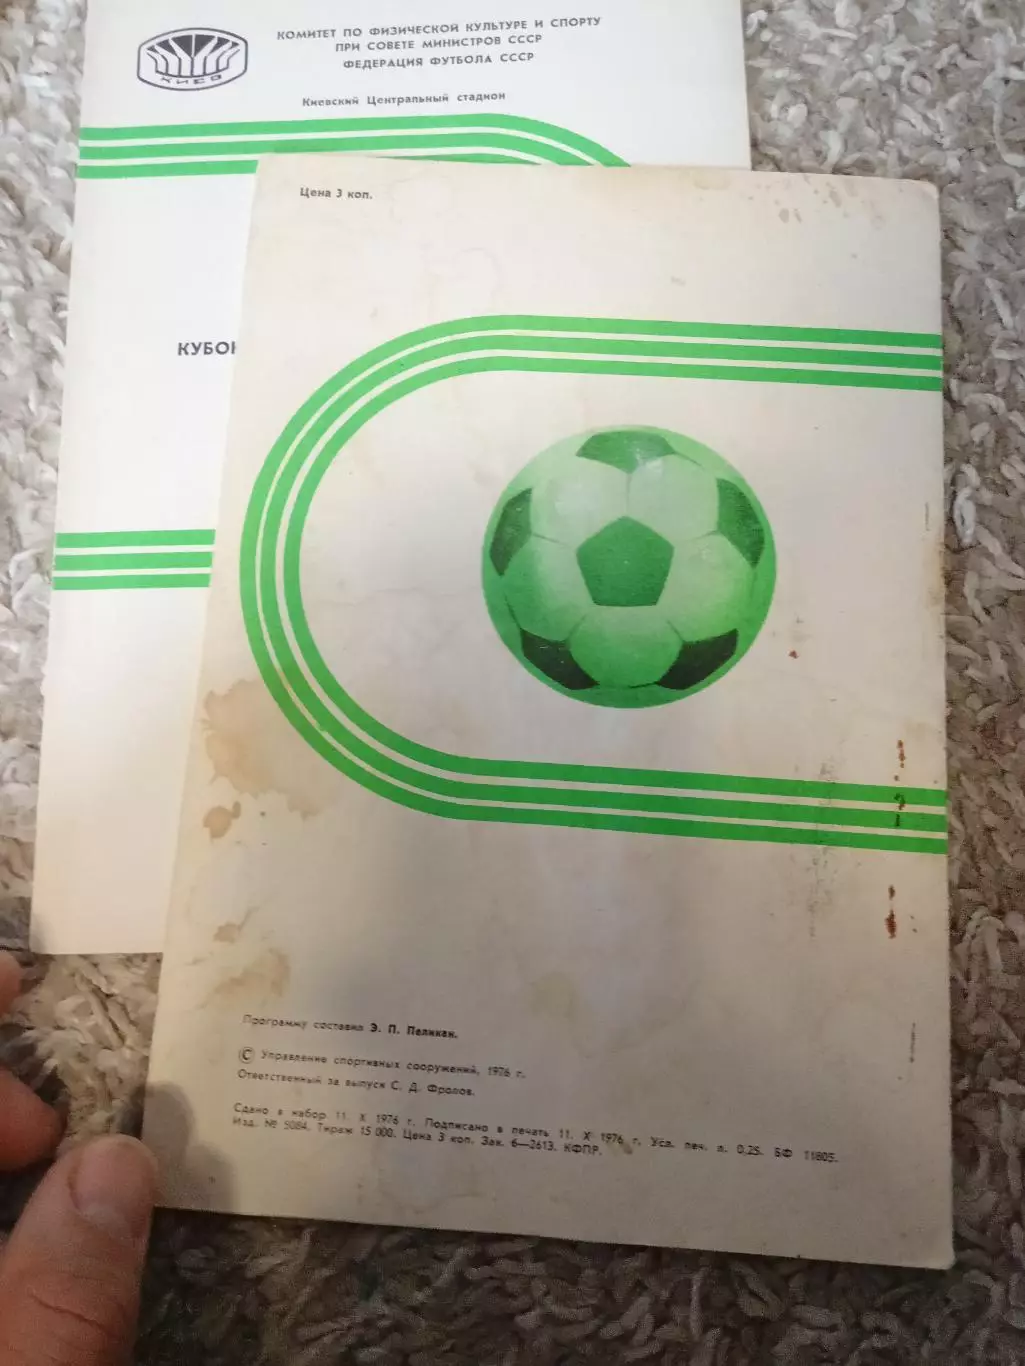 КИЕВ
КОМИТЕТ ПО ФИЗИЧЕСКОЙ КУЛЬТУРЕ И СПОРТУ
ПРИ СОВЕТЕ МИНИСТРОВ СССР
ФЕДЕРАЦИЯ ФУТБОЛА СССР
Киевский Центральный стадион
КУБОК
Цена 3 коп.
Программу составил Э. П. Пеликан.
© Управление спортивных сооружений, 1976 г.
Ответственный за выпуск С. Д. Фролов.
Сдано в набор 11. X 1976 г. Подписано в печать 11. X 1976 г. Усл. печ. л. 0,25. БФ 11805.
Изд. № 5084. Тираж 15 000. Цена 3 коп. Зак. 6—2613. КФПР.